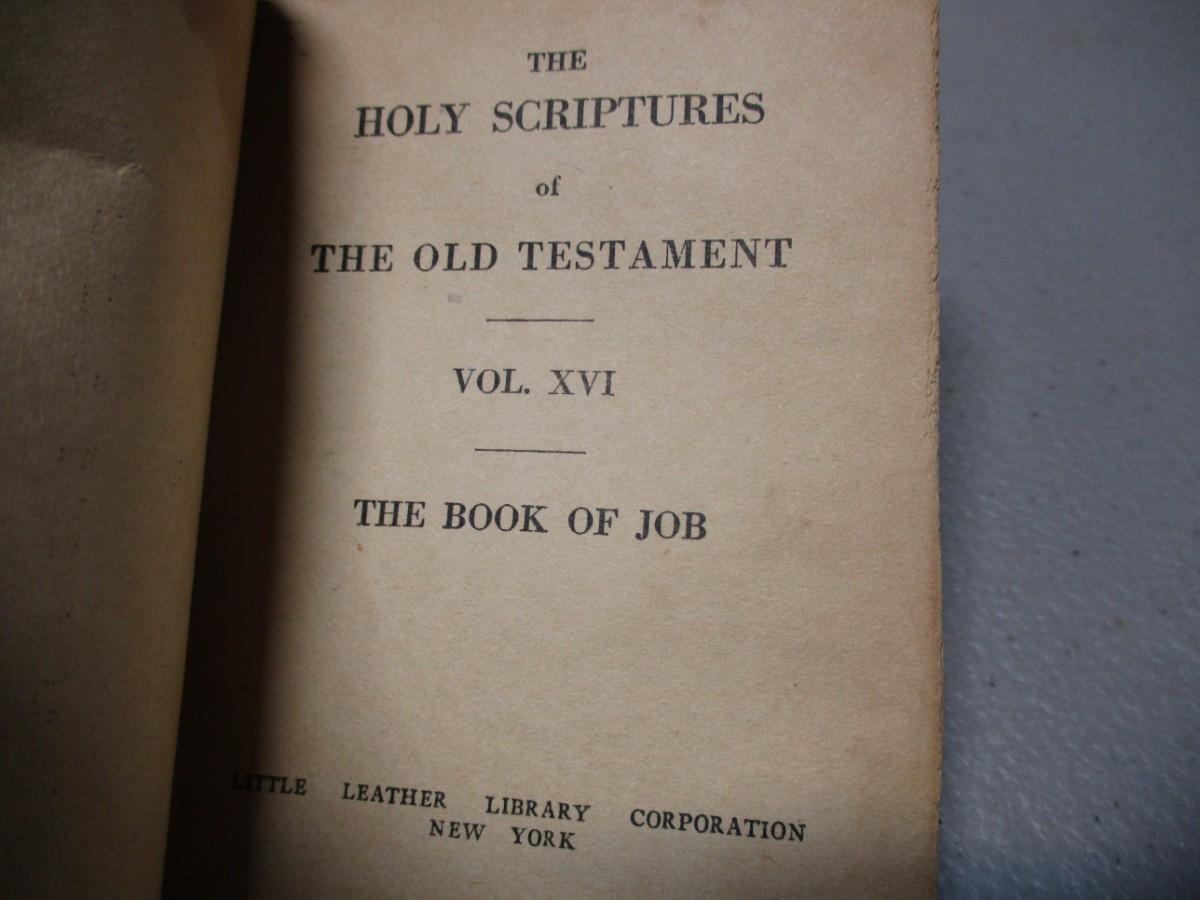 THE
HOLY SCRIPTURES
of
THE OLD TESTAMENT
VOL. XVI
THE BOOK OF JOB
LITTLE LEATHER LIBRARY CORPORATION
NEW YORK